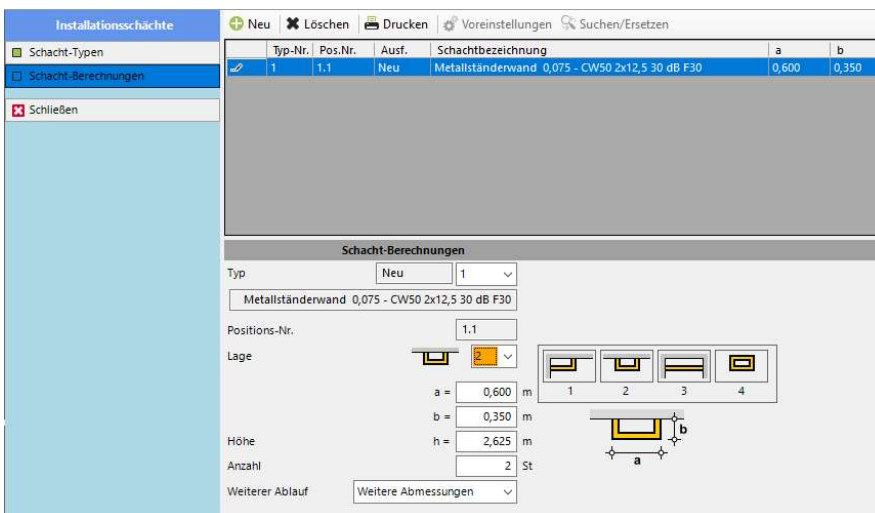 Installationsschächte
Neu Löschen Drucken Voreinstellungen Suchen/Ersetzen
Schacht-Typen
Schacht-Berechnungen
Schließen
Typ-Nr. Pos.Nr. Ausf. Schachtbezeichnung a b
1 1.1 Neu Metallständerwand 0,075 - CW50 2x12,5 30 dB F30 0,600 0,350
Schacht-Berechnungen
Typ Neu 1
Metallständerwand 0,075 - CW50 2x12,5 30 dB F30
Positions-Nr. 1.1
Lage 2
1 2 3 4
a = 0,600 m
b = 0,350 m
b
a
Höhe h = 2,625 m
Anzahl 2 St
Weiterer Ablauf Weitere Abmessungen